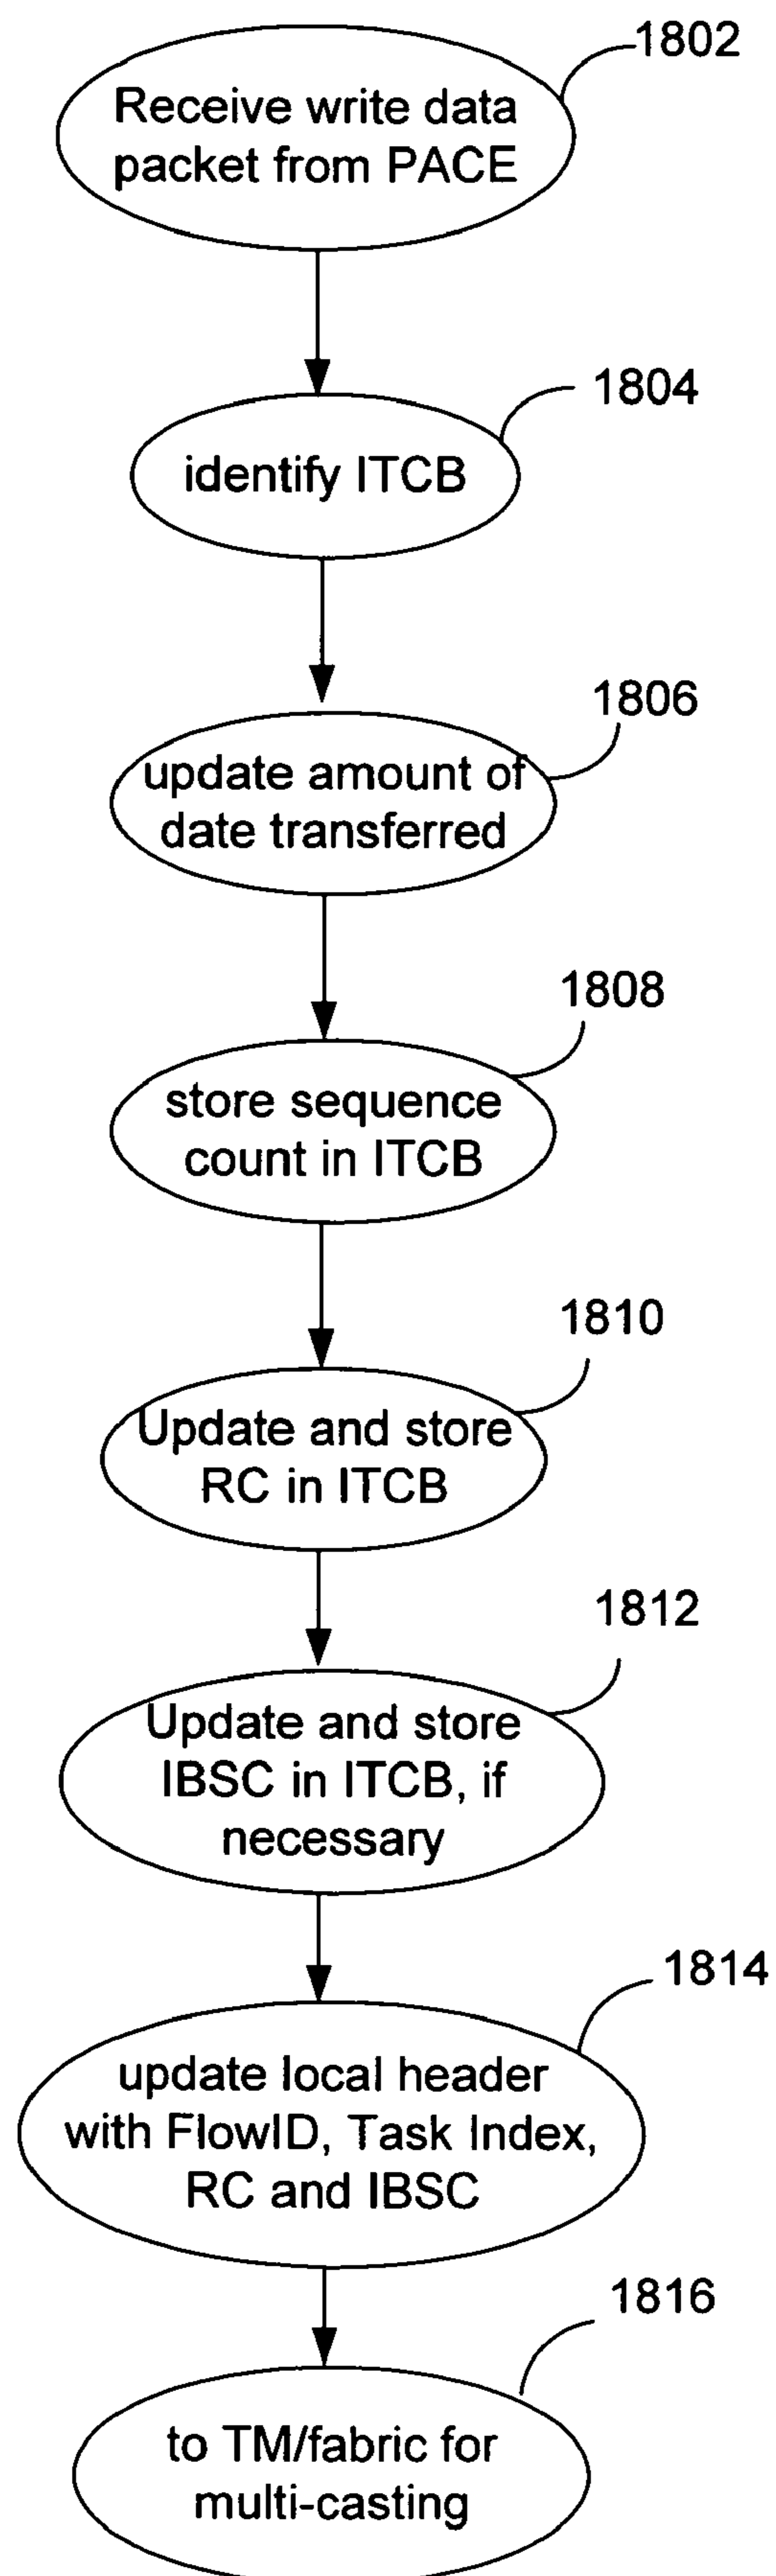 1802
Receive write data
packet from PACE
1804
identify ITCB
1806
update amount of
date transferred
1808
store sequence
count in ITCB
1810
Update and store
RC in ITCB
1812
Update and store
IBSC in ITCB, if
necessary
1814
update local header
with FlowID, Task Index,
RC and IBSC
1816
to TM/fabric for
multi-casting